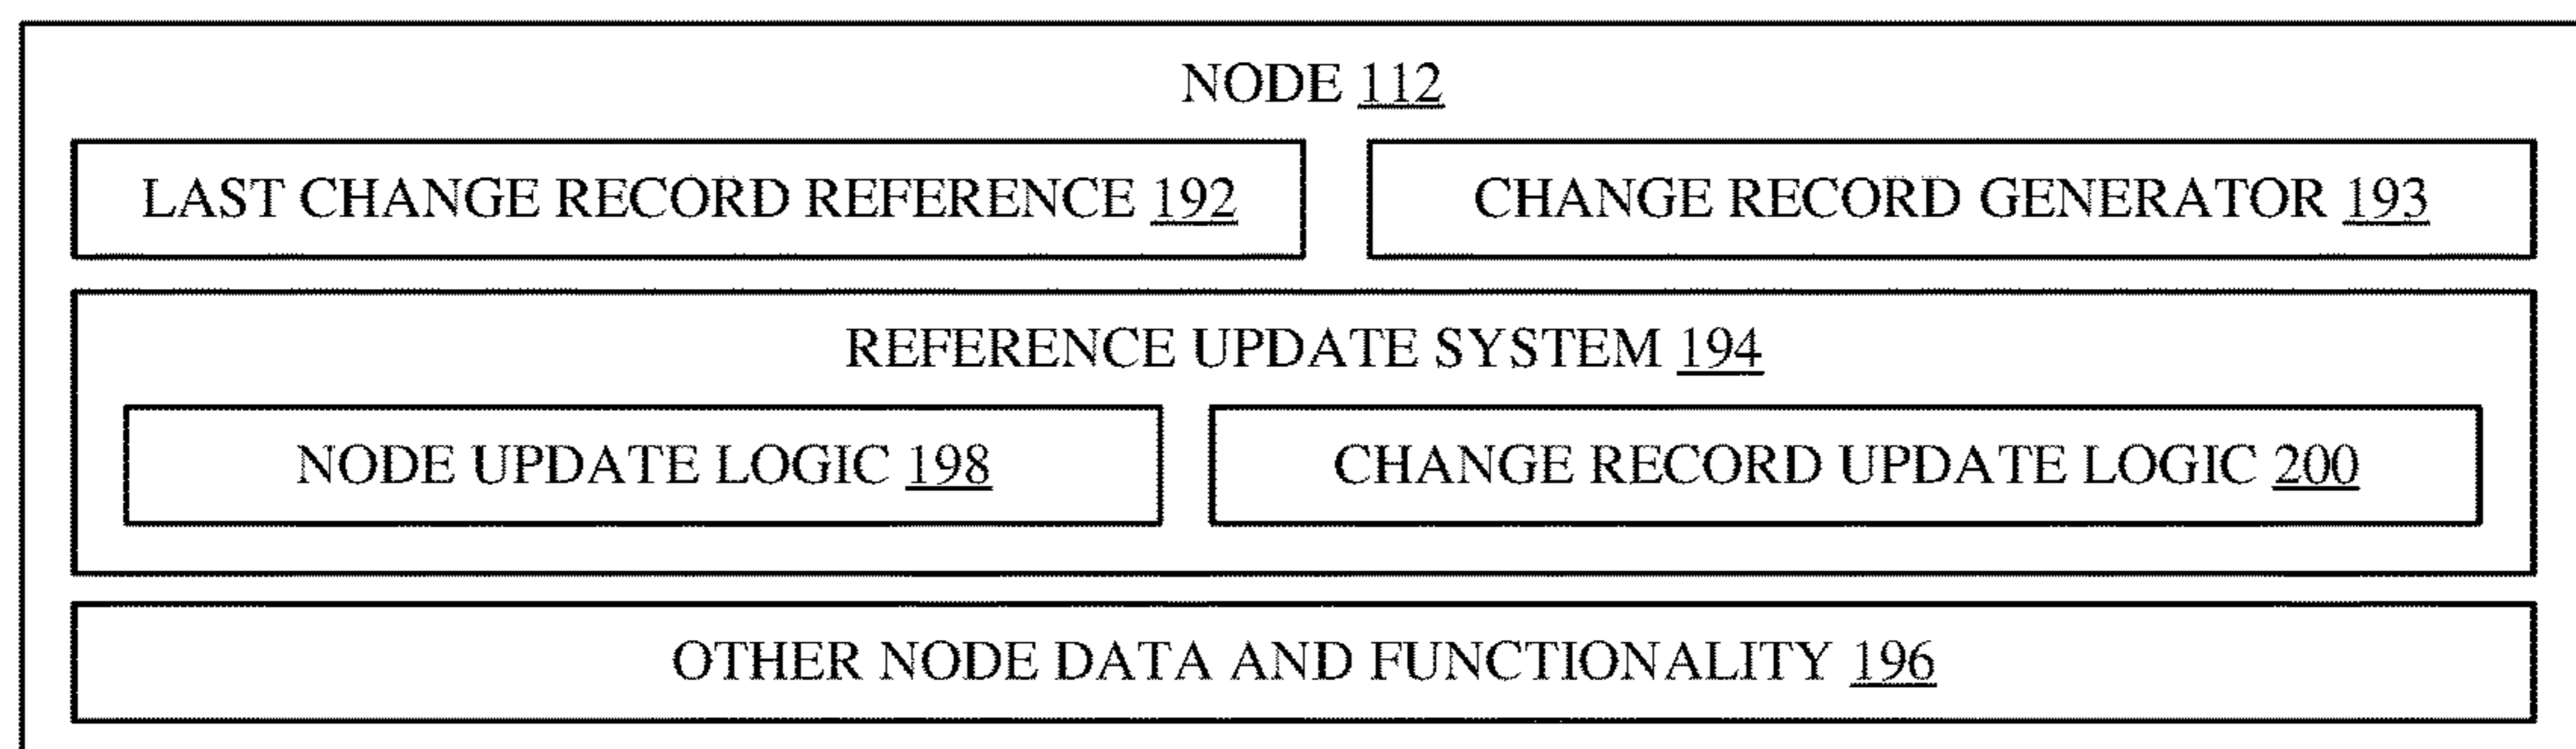 NODE 112
LAST CHANGE RECORD REFERENCE 192
CHANGE RECORD GENERATOR 193
REFERENCE UPDATE SYSTEM 194
NODE UPDATE LOGIC 198
CHANGE RECORD UPDATE LOGIC 200
OTHER NODE DATA AND FUNCTIONALITY 196